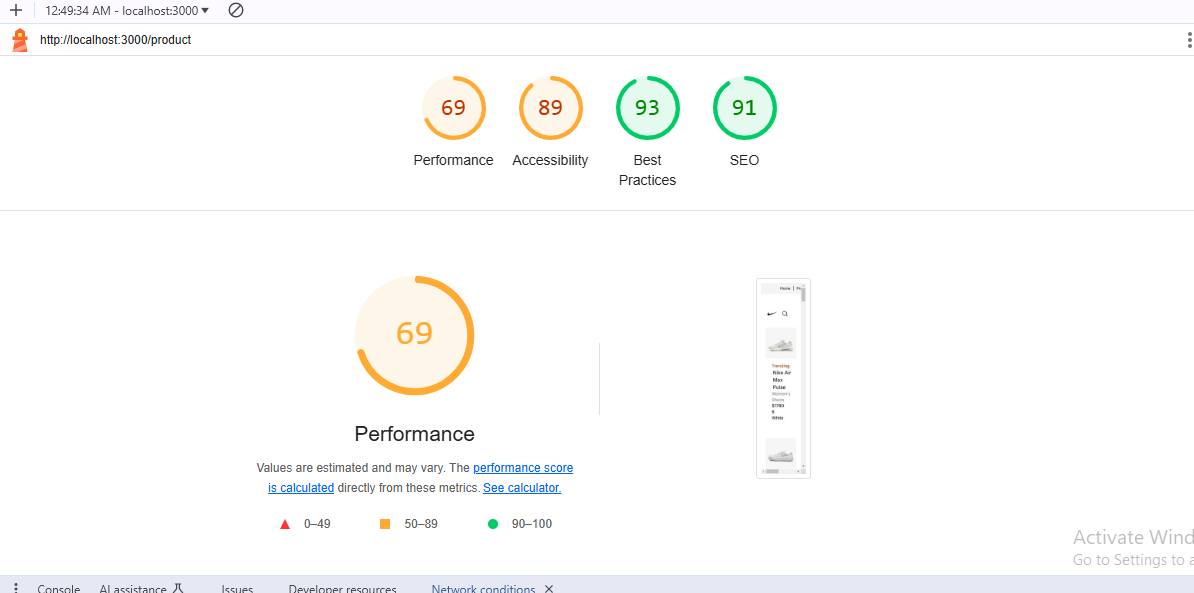 12:49:34 AM - localhost:3000
http://localhost:3000/product
69
89
93
91
Performance
Accessibility
Best
Practices
SEO
69
Performance
Values are estimated and may vary. The performance score
is calculated directly from these metrics. See calculator.
0–49
50–89
90–100
Home
Trending
Nike Air
Max
Pulse
Women's
Shoes
White
Activate Wind
Go to Settings to a
Console
AI assistance
Issues
Developer resources
Network conditions